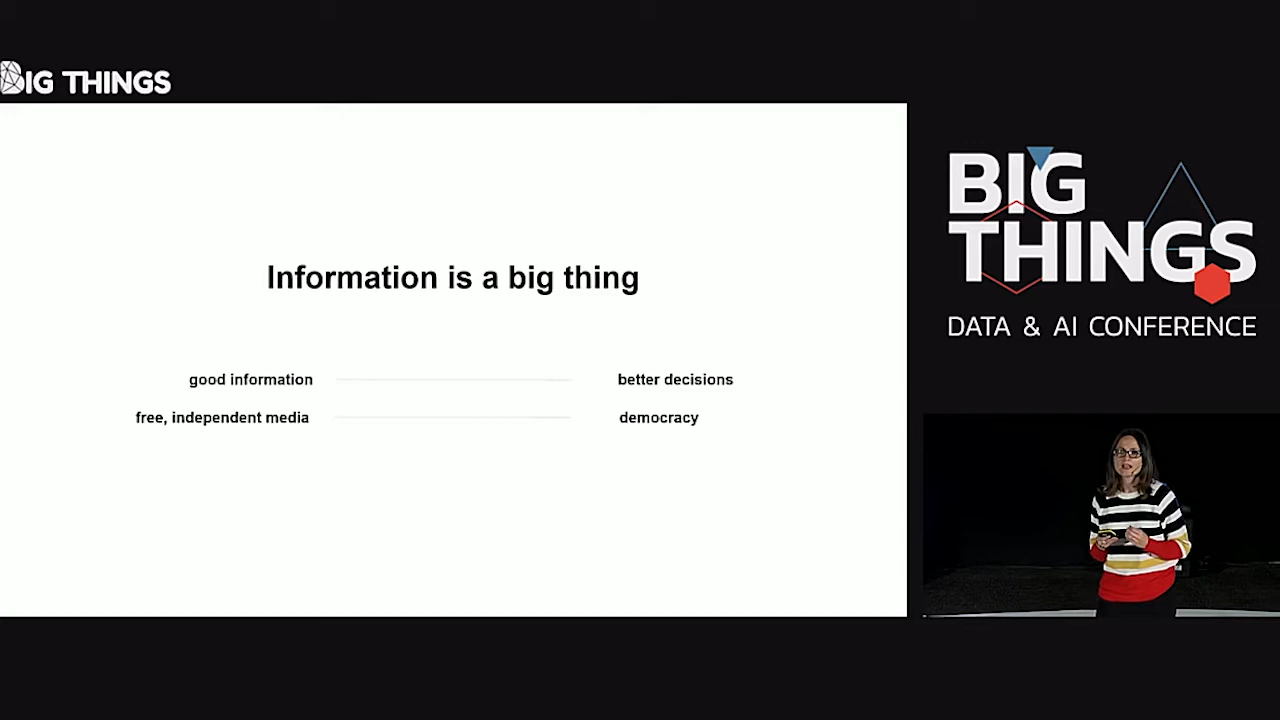 BIG THINGS
Information is a big thing
good information better decisions
free, independent media democracy
BIG
THINGS
DATA & AI CONFERENCE